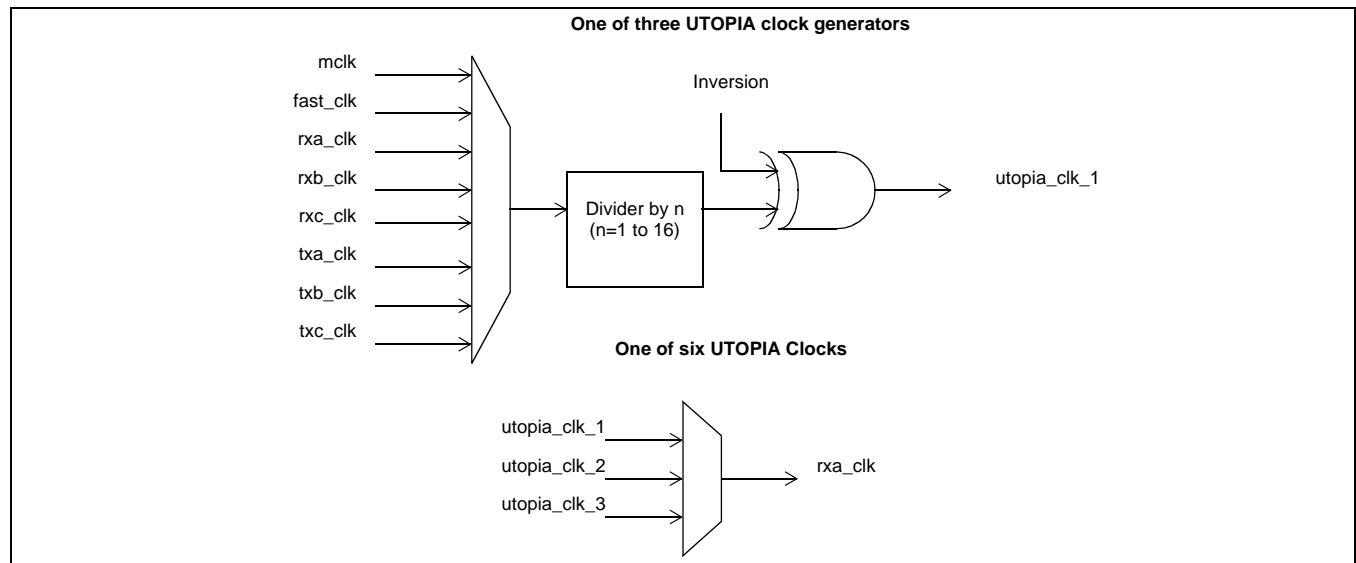 One of three UTOPIA clock generators
mclk
fast_clk
rxa_clk
rxb_clk
rxc_clk
txa_clk
txb_clk
txc_clk
Divider by n
(n=1 to 16)
Inversion
utopia_clk_1
One of six UTOPIA Clocks
utopia_clk_1
utopia_clk_2
utopia_clk_3
rxa_clk